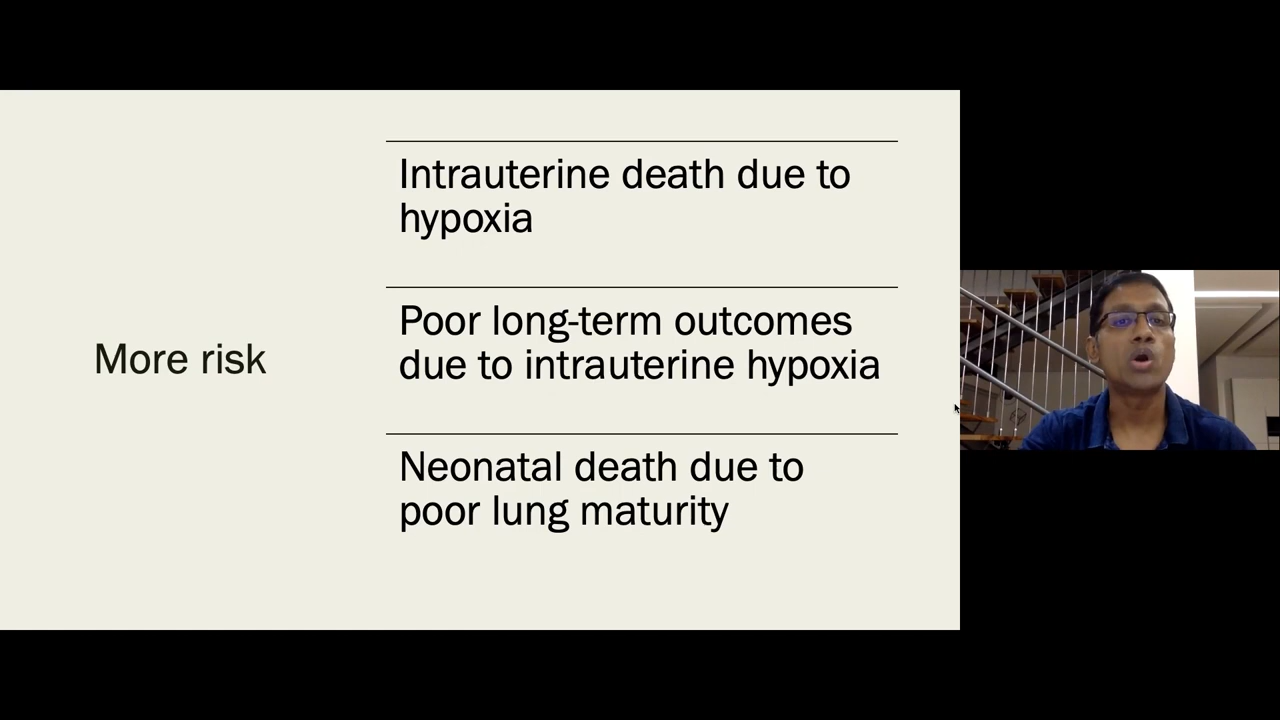 More risk
Intrauterine death due to
hypoxia
Poor long-term outcomes
due to intrauterine hypoxia
Neonatal death due to
poor lung maturity